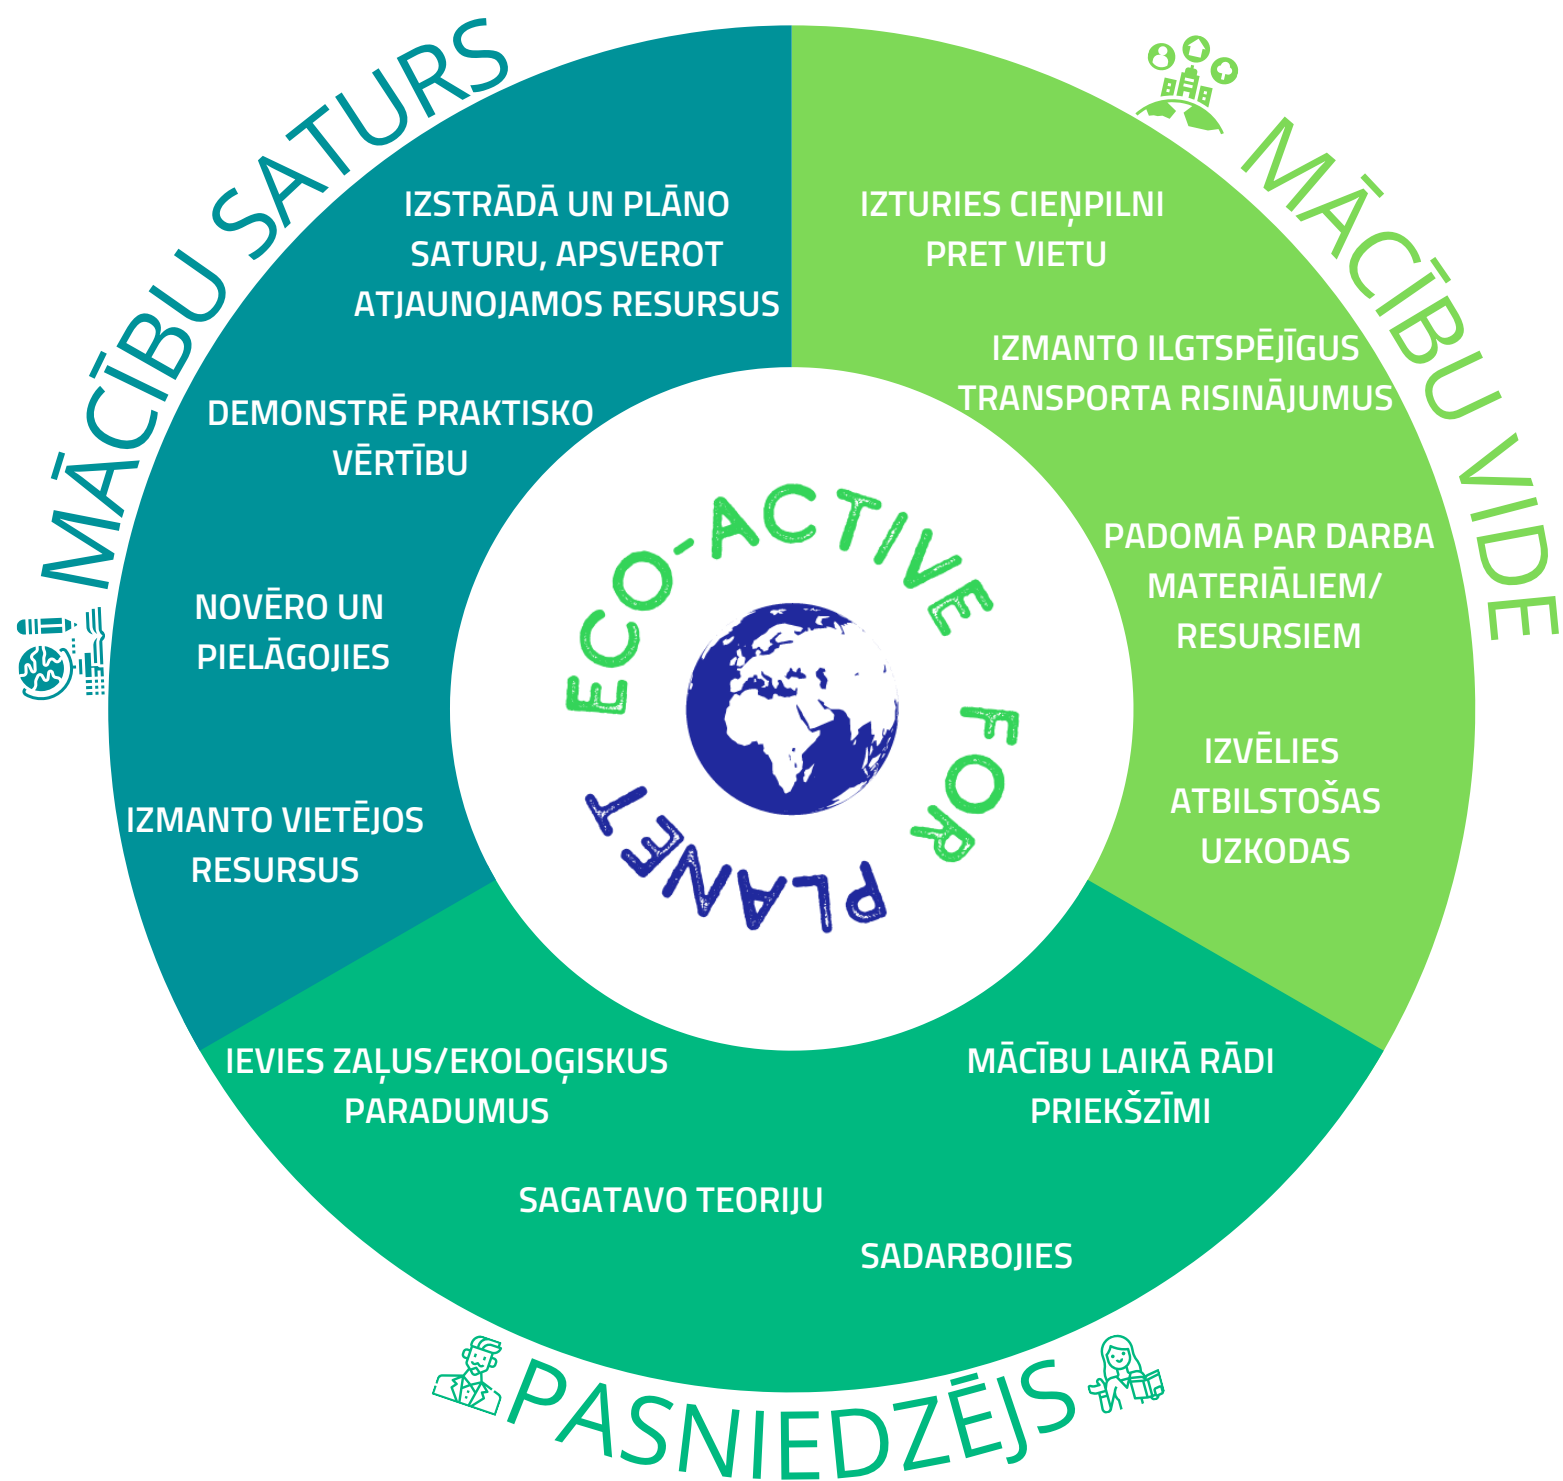 MĀCĪBU SATURS
IZSTRĀDĀ UN PLĀNO
SATURU, APSVEROT
ATJAUNOJAMOS RESURSUS
DEMONSTRĒ PRAKTISKO
VĒRTĪBU
NOVĒRO UN
PIELĀGOJIES
IZMANTO VIETĒJOS
RESURSUS
MĀCĪBU VIDE
IZTURIES CIEŅPILNI
PRET VIETU
IZMANTO ILGTSPĒJĪGUS
TRANSPORTA RISINĀJUMUS
PADOMĀ PAR DARBA
MATERIĀLIEM/
RESURSIEM
IZVĒLIES
ATBILSTOŠAS
UZKODAS
ECO-ACTIVE FOR PLANET
IEVIES ZAĻUS/EKOLOĢISKUS
PARADUMUS
MĀCĪBU LAIKĀ RĀDI
PRIEKŠZĪMI
SAGATAVO TEORIJU
SADARBOJIES
PASNIEDZĒJS